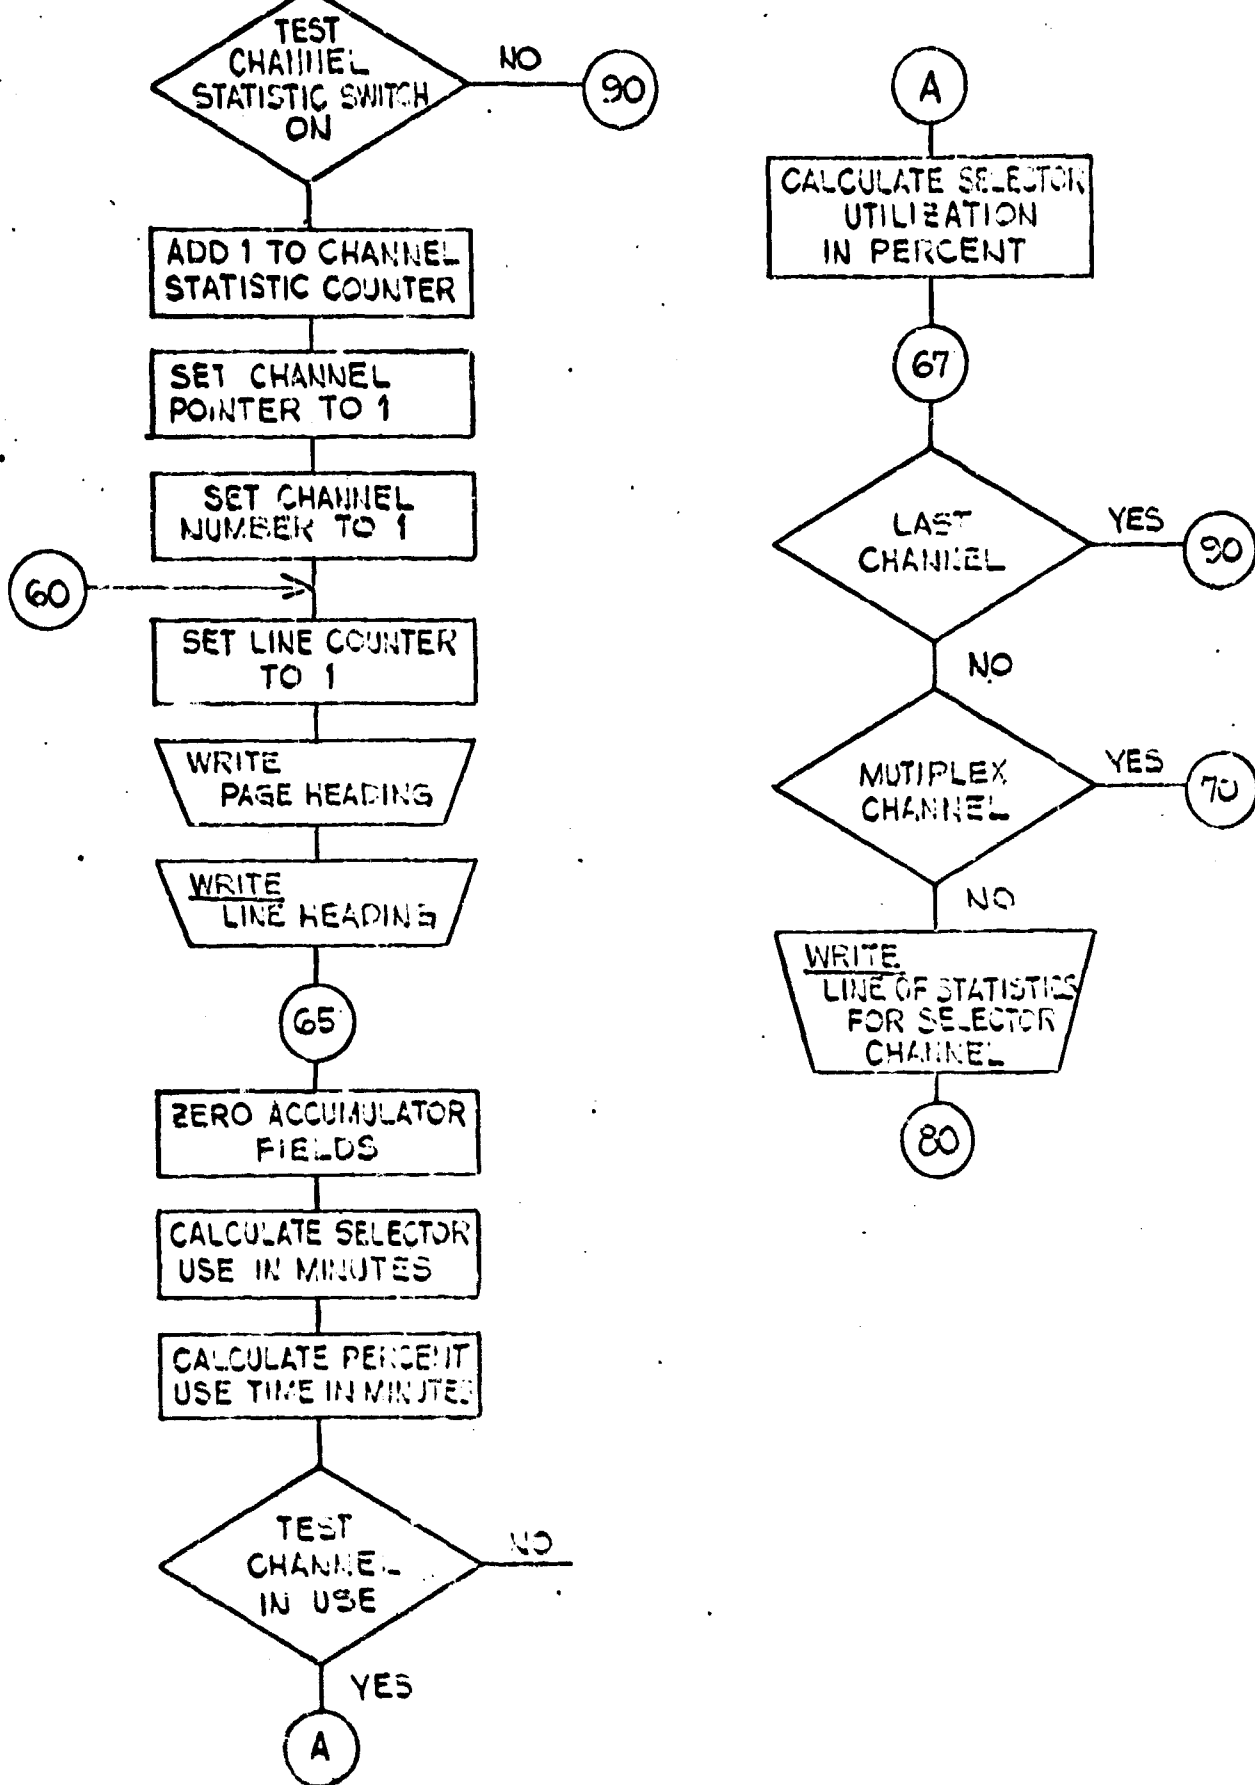 TEST
CHANNEL
STATISTIC SWITCH
ON
NO
90
ADD 1 TO CHANNEL
STATISTIC COUNTER
SET CHANNEL
POINTER TO 1
SET CHANNEL
NUMBER TO 1
60
SET LINE COUNTER
TO 1
WRITE
PAGE HEADING
WRITE
LINE HEADING
65
ZERO ACCUMULATOR
FIELDS
CALCULATE SELECTOR
USE IN MINUTES
CALCULATE PERCENT
USE TIME IN MINUTES
TEST
CHANNEL
IN USE
NO
YES
A
A
CALCULATE SELECTOR
UTILIZATION
IN PERCENT
67
LAST
CHANNEL
YES
90
NO
MUTIPLEX
CHANNEL
YES
70
NO
WRITE
LINE OF STATISTICS
FOR SELECTOR
CHANNEL
80